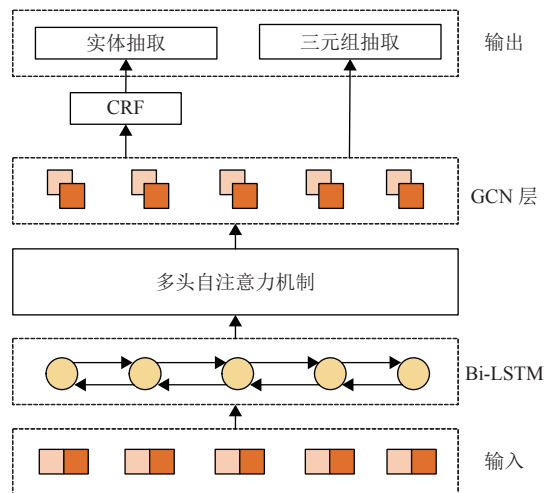 实体抽取
三元组抽取
输出
CRF
GCN 层
多头自注意力机制
Bi-LSTM
输入